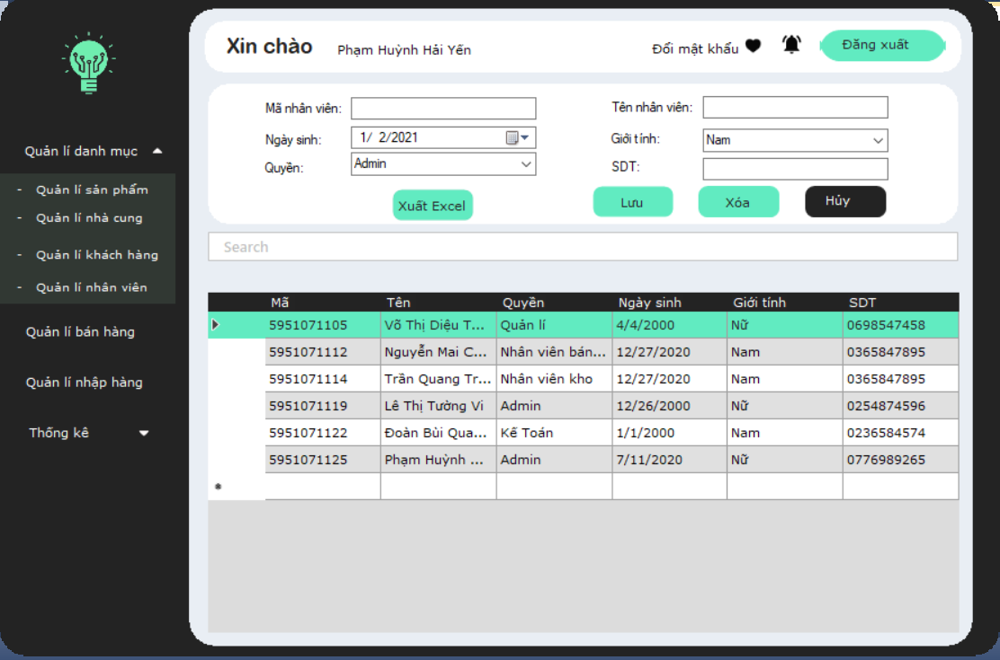 Xin chào Phạm Huỳnh Hải Yến Đổi mật khẩu Đăng xuất
Quản lí danh mục
- Quản lí sản phẩm
- Quản lí nhà cung
- Quản lí khách hàng
- Quản lí nhân viên
Quản lí bán hàng
Quản lí nhập hàng
Thống kê
Mã nhân viên: Tên nhân viên:
Ngày sinh: 1/ 2/2021 Giới tính: Nam
Quyền: Admin SDT:
Xuất Excel Lưu Xóa Hủy
Search
Mã Tên Quyền Ngày sinh Giới tính SDT
5951071105 Võ Thị Diệu T... Quản lí 4/4/2000 Nữ 0698547458
5951071112 Nguyễn Mai C... Nhân viên bán... 12/27/2020 Nam 0365847895
5951071114 Trần Quang Tr... Nhân viên kho 12/27/2020 Nam 0365847895
5951071119 Lê Thị Tường Vi Admin 12/26/2000 Nữ 0254874596
5951071122 Đoàn Bùi Qua... Kế Toán 1/1/2000 Nam 0236584574
5951071125 Phạm Huỳnh ... Admin 7/11/2020 Nữ 0776989265